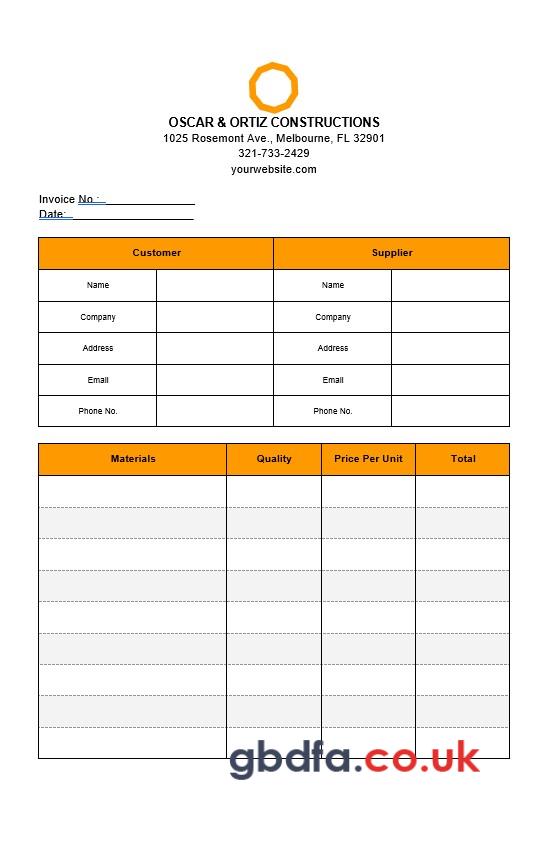 OSCAR & ORTIZ CONSTRUCTIONS
1025 Rosemont Ave., Melbourne, FL 32901
321-733-2429
yourwebsite.com
Invoice No.: _______________
Date: ____________________
Customer Supplier
Name Name
Company Company
Address Address
Email Email
Phone No. Phone No.
Materials Quality Price Per Unit Total
gbdfa.co.uk